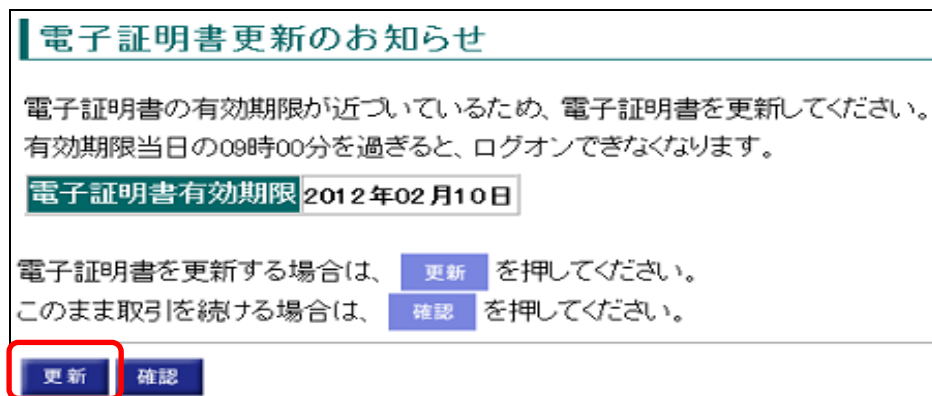 電子証明書更新のお知らせ
電子証明書の有効期限が近づいているため、電子証明書を更新してください。
有効期限当日の09時00分を過ぎると、ログオンできなくなります。
電子証明書有効期限 2012年02月10日
電子証明書を更新する場合は、 更新 を押してください。
このまま取引を続ける場合は、 確認 を押してください。
更新 確認